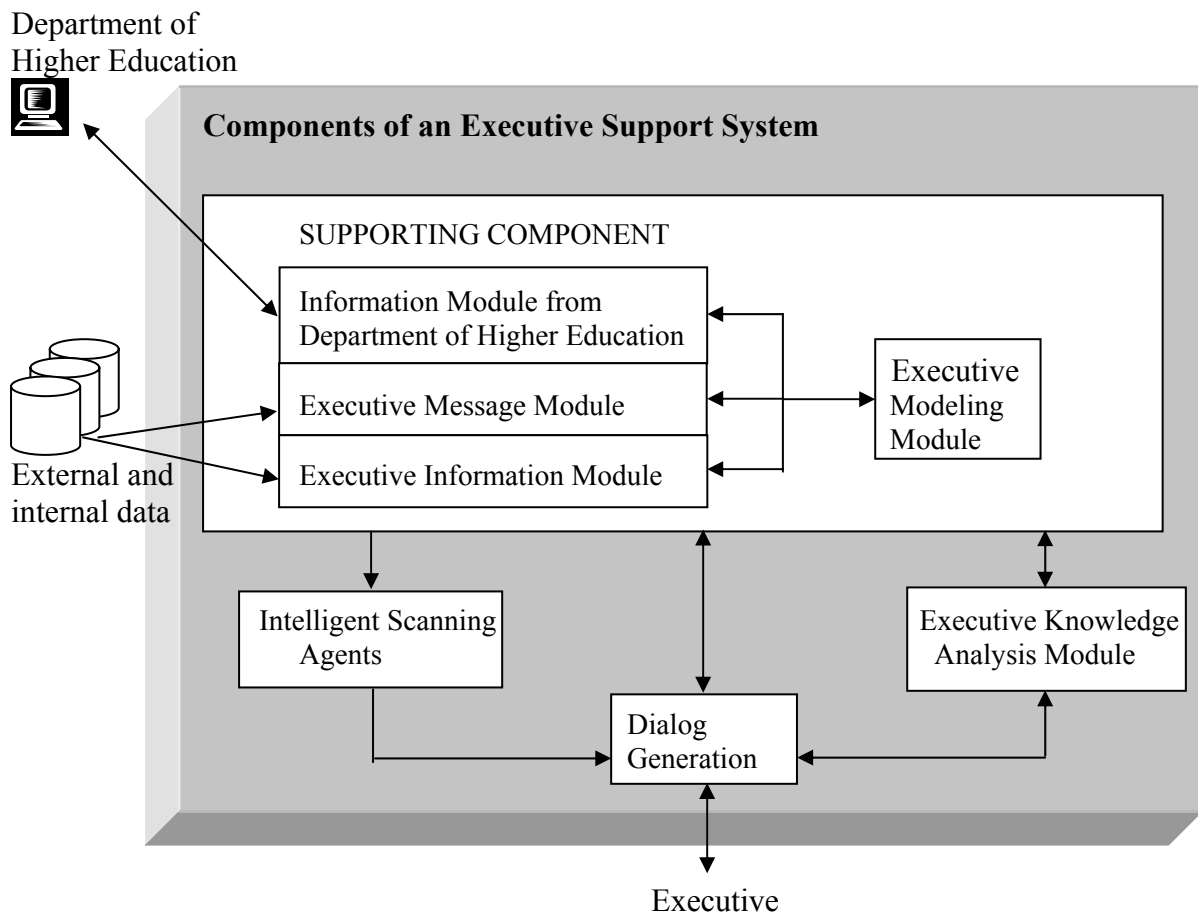 Department of
Higher Education
Components of an Executive Support System
SUPPORTING COMPONENT
Information Module from
Department of Higher Education
Executive Message Module
Executive Information Module
Executive
Modeling
Module
External and
internal data
Intelligent Scanning
Agents
Executive Knowledge
Analysis Module
Dialog
Generation
Executive